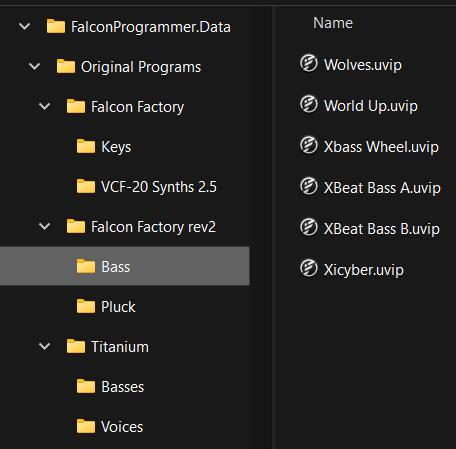 FalconProgrammer.Data
Original Programs
Falcon Factory
Keys
VCF-20 Synths 2.5
Falcon Factory rev2
Bass
Pluck
Titanium
Basses
Voices
Name
Wolves.uvip
World Up.uvip
Xbass Wheel.uvip
XBeat Bass A.uvip
XBeat Bass B.uvip
Xicyber.uvip